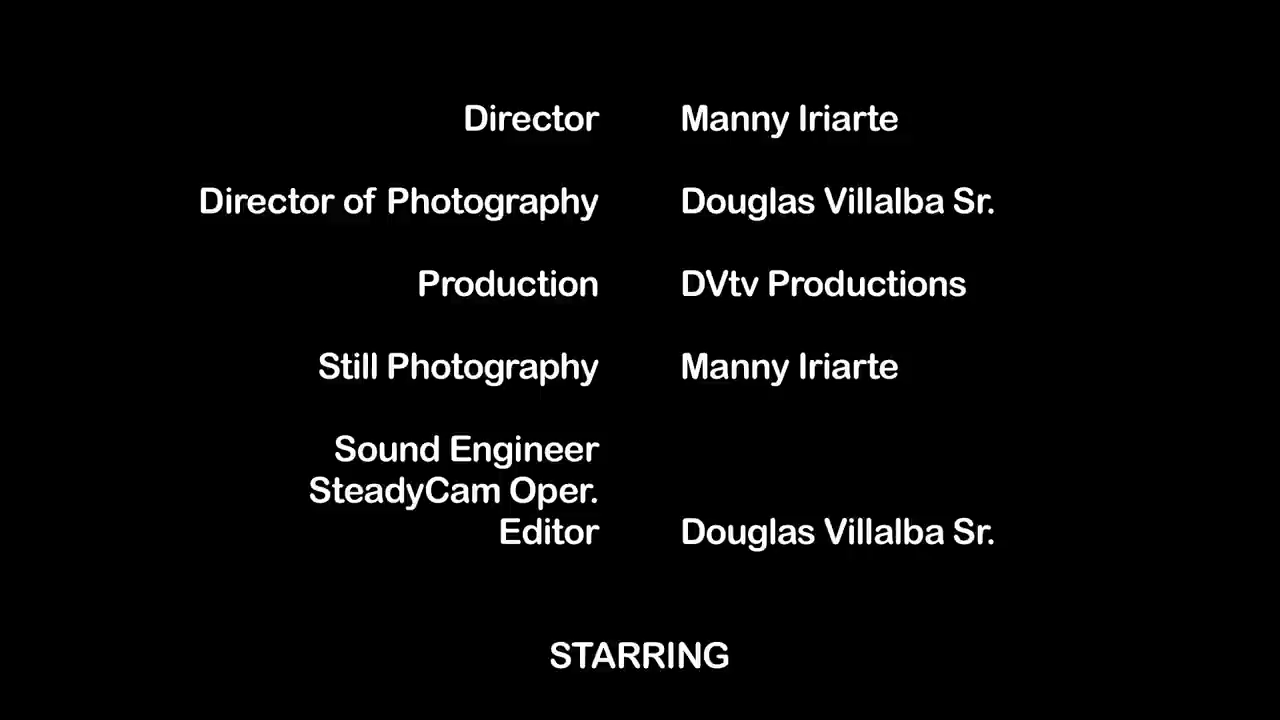 Director Manny Iriarte
Director of Photography Douglas Villalba Sr.
Production DVtv Productions
Still Photography Manny Iriarte
Sound Engineer
SteadyCam Oper.
Editor Douglas Villalba Sr.
STARRING